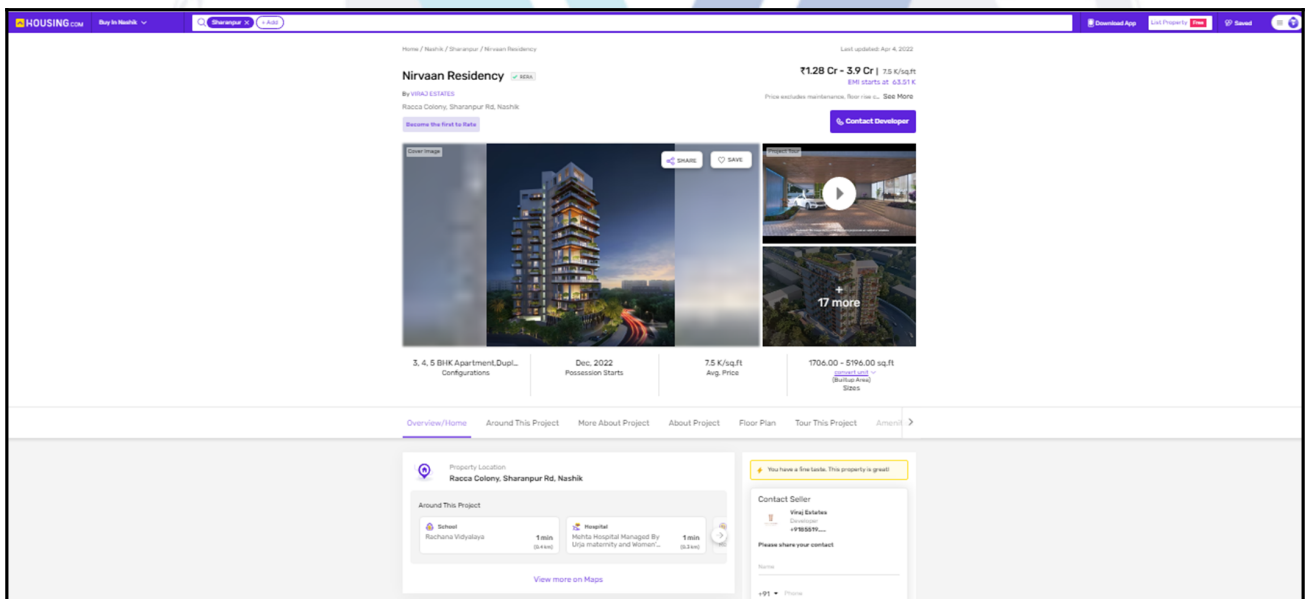 HOUSING.COM
Buy in Nashik
Sharanpur ×
+ Add
Download App
List Property Free
Saved
Home / Nashik / Sharanpur / Nirvaan Residency
Last updated: Apr 4, 2022
Nirvaan Residency
RERA
₹1.28 Cr - 3.9 Cr | 7.5 K/sq.ft
EMI starts at 63.51 K
By VIRAJ ESTATES
Price excludes maintenance, floor rise c... See More
Racca Colony, Sharanpur Rd, Nashik
Become the first to Rate
Contact Developer
Cover Image
SHARE
SAVE
Project Tour
+
17 more
3, 4, 5 BHK Apartment,Dupl...
Configurations
Dec, 2022
Possession Starts
7.5 K/sq.ft
Avg. Price
1706.00 - 5196.00 sq.ft
convert unit
(Builtup Area)
Sizes
Overview/Home
Around This Project
More About Project
About Project
Floor Plan
Tour This Project
Amenit
Property Location
Racca Colony, Sharanpur Rd, Nashik
Around This Project
School
Rachana Vidyalaya
1 min
(0.4 km)
Hospital
Mehta Hospital Managed By
Urja maternity and Women'...
1 min
(0.3 km)
View more on Maps
You have a fine taste. This property is great!
Contact Seller
Viraj Estates
Developer
+9185519....
Please share your contact
Name
+91
Phone